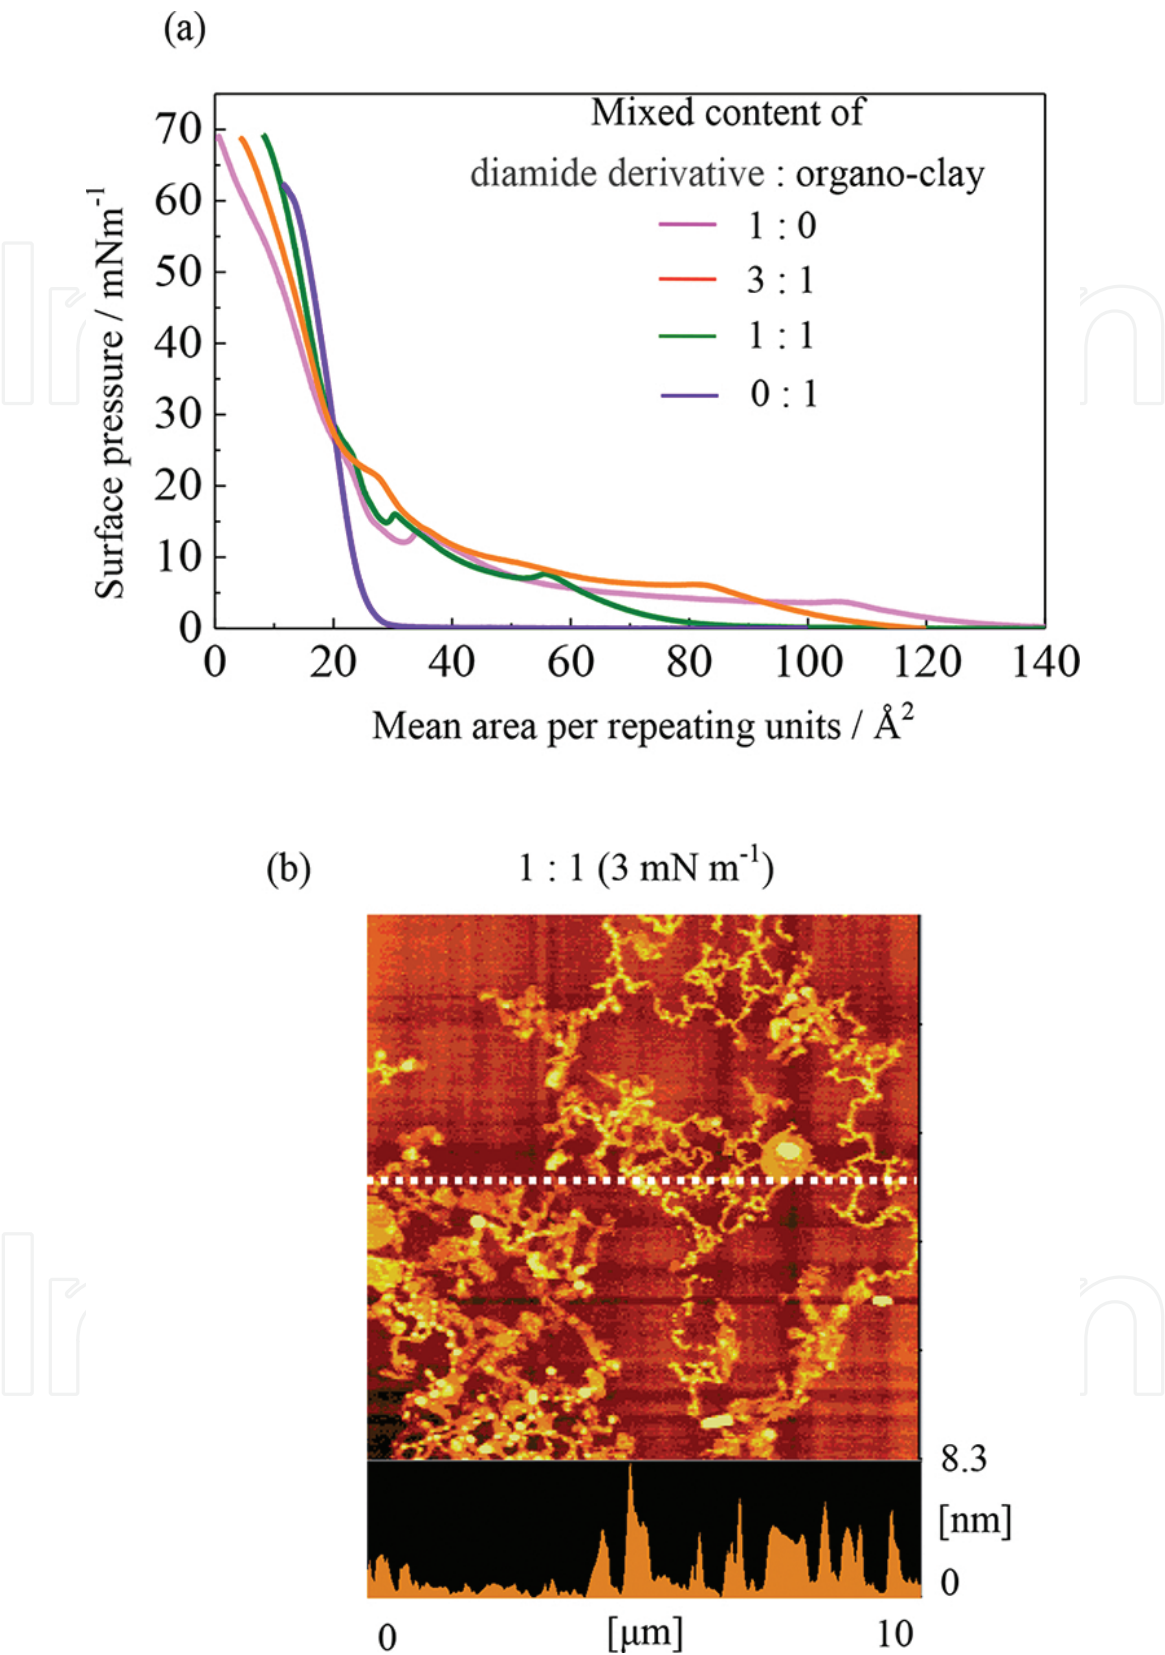 (a)
Mixed content of
diamide derivative : organo-clay
1 : 0
3 : 1
1 : 1
0 : 1
Surface pressure / mNm⁻¹
70
60
50
40
30
20
10
0
0 20 40 60 80 100 120 140
Mean area per repeating units / Å²
(b)
1 : 1 (3 mN m⁻¹)
8.3
[nm]
0
0 [μm] 10